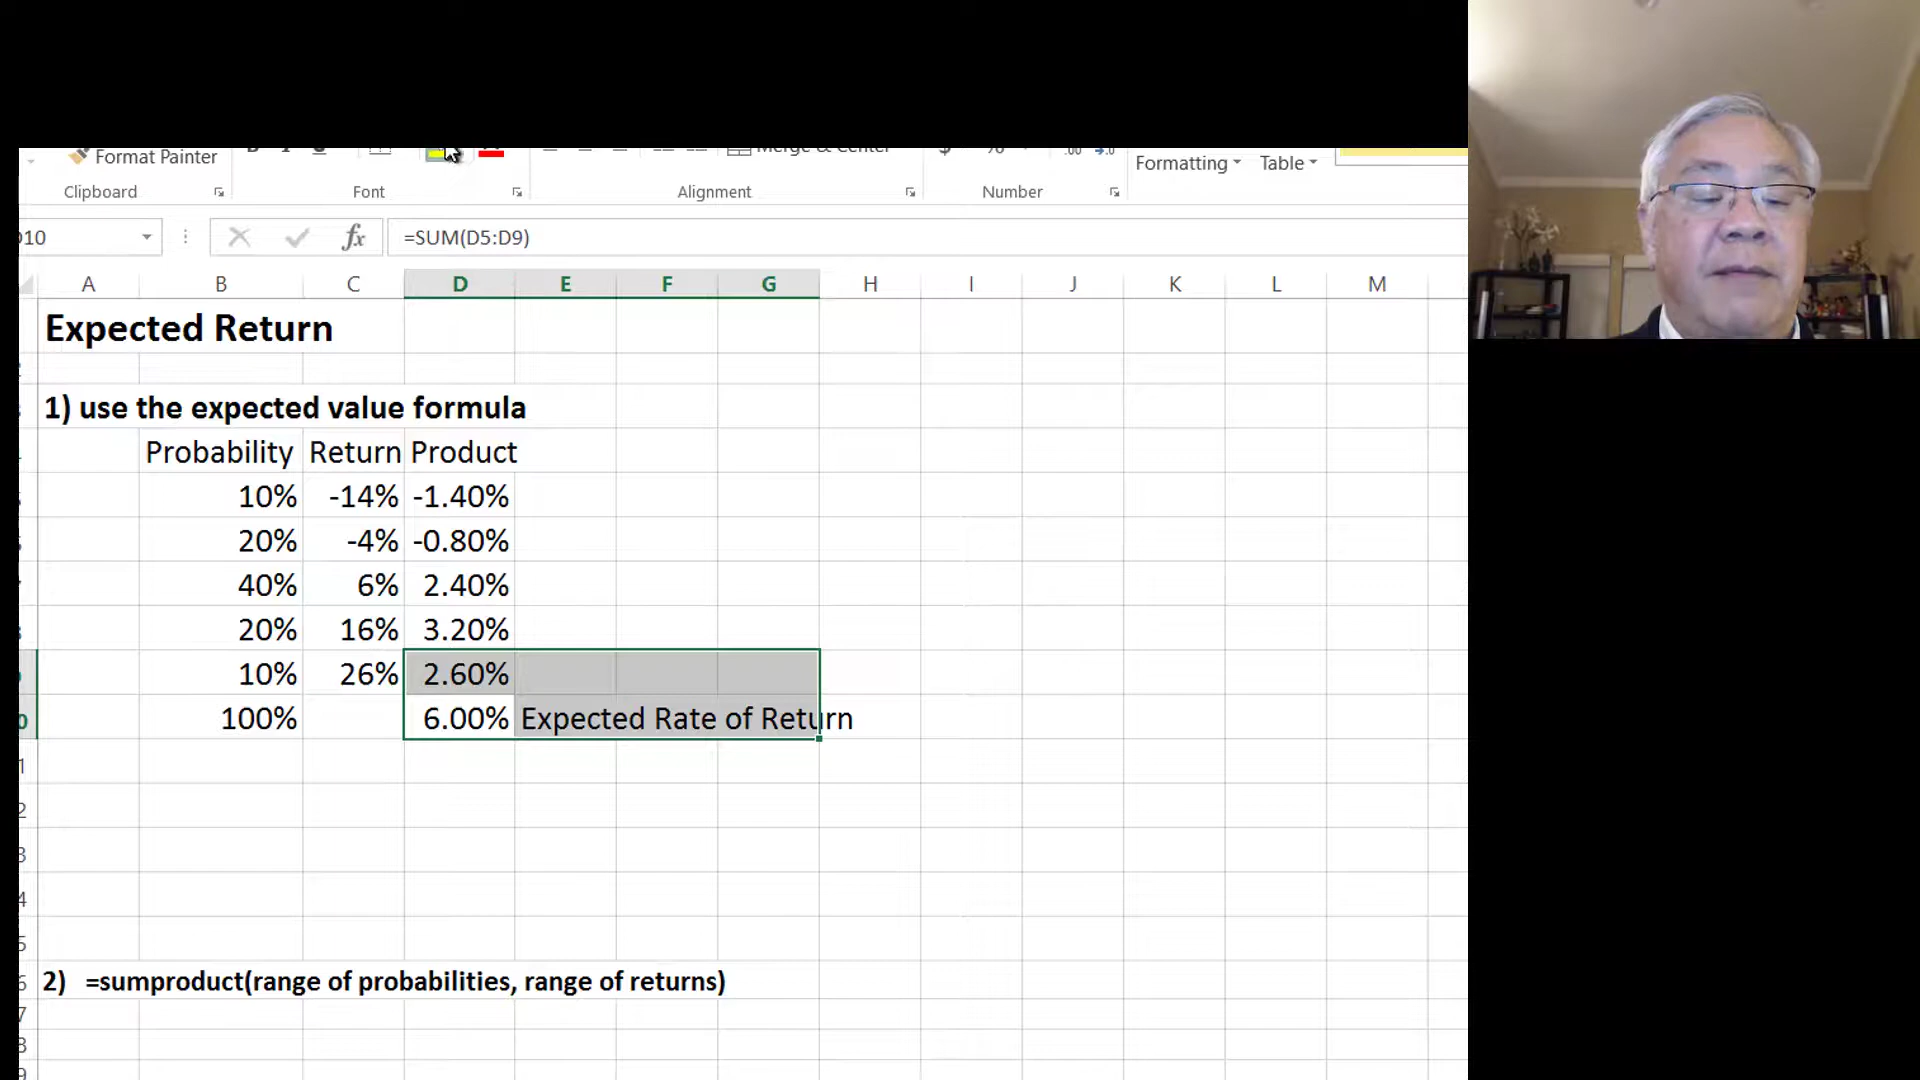 Format Painter
Merge & Center
$ %
Formatting Table
Clipboard Font Alignment Number
fx =SUM(D5:D9)
A B C D E F G H I J K L M
Expected Return
1) use the expected value formula
Probability Return Product
10% -14% -1.40%
20% -4% -0.80%
40% 6% 2.40%
20% 16% 3.20%
10% 26% 2.60%
100% 6.00% Expected Rate of Return
2) =sumproduct(range of probabilities, range of returns)